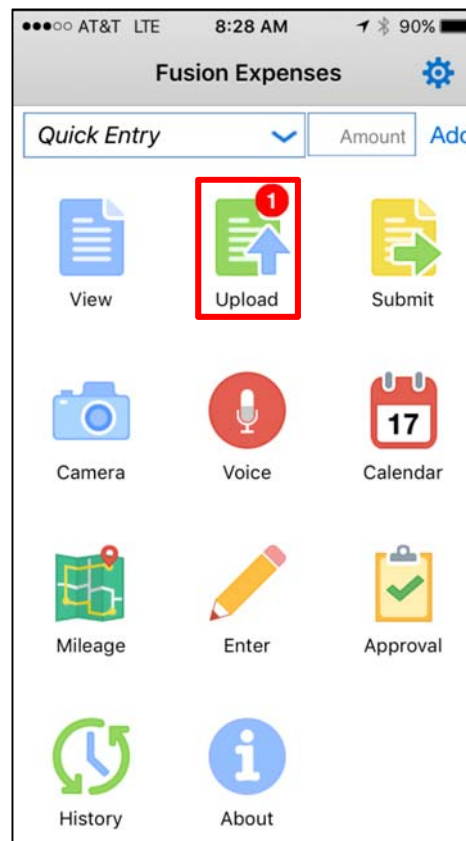 AT&T LTE 8:28 AM 90%
Fusion Expenses
Quick Entry Amount Add
1
View Upload Submit
17
Camera Voice Calendar
Mileage Enter Approval
History About